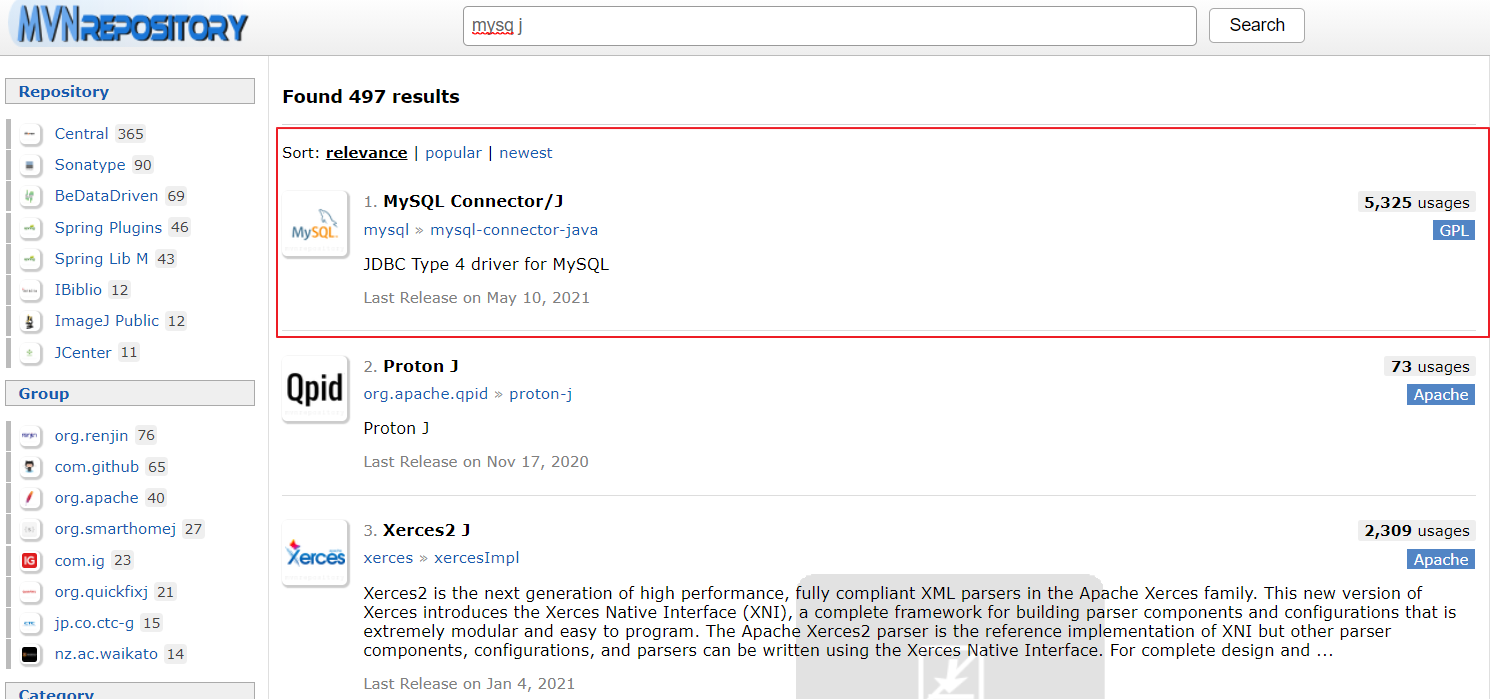 MVNREPOSITORY
mysq j
Search
Repository
Central 365
Sonatype 90
BeDataDriven 69
Spring Plugins 46
Spring Lib M 43
IBiblio 12
ImageJ Public 12
JCenter 11
Group
org.renjin 76
com.github 65
org.apache 40
org.smarthomej 27
IG com.ig 23
org.quickfixj 21
jp.co.ctc-g 15
nz.ac.waikato 14
Category
Found 497 results
Sort: relevance | popular | newest
MySQL.
1. MySQL Connector/J
5,325 usages
mysql » mysql-connector-java
GPL
JDBC Type 4 driver for MySQL
Last Release on May 10, 2021
Qpid
2. Proton J
73 usages
org.apache.qpid » proton-j
Apache
Proton J
Last Release on Nov 17, 2020
Xerces
3. Xerces2 J
2,309 usages
xerces » xercesImpl
Apache
Xerces2 is the next generation of high performance, fully compliant XML parsers in the Apache Xerces family. This new version of
Xerces introduces the Xerces Native Interface (XNI), a complete framework for building parser components and configurations that is
extremely modular and easy to program. The Apache Xerces2 parser is the reference implementation of XNI but other parser
components, configurations, and parsers can be written using the Xerces Native Interface. For complete design and ...
Last Release on Jan 4, 2021